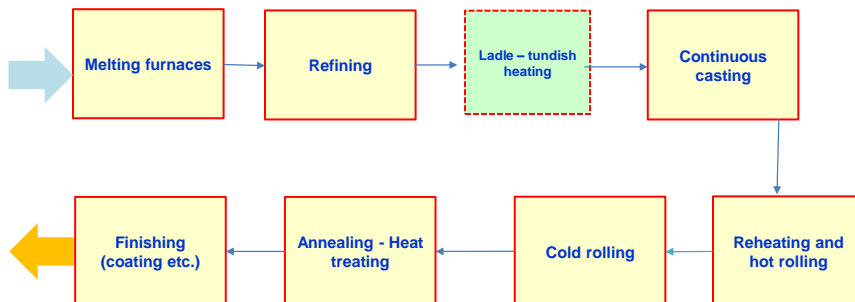 Melting furnaces
Refining
Ladle – tundish
heating
Continuous
casting
Finishing
(coating etc.)
Annealing - Heat
treating
Cold rolling
Reheating and
hot rolling